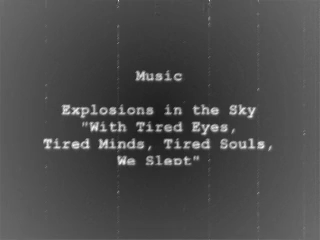 Music
Explosions in the Sky
"With Tired Eyes,
Tired Minds, Tired Souls,
We Slept"